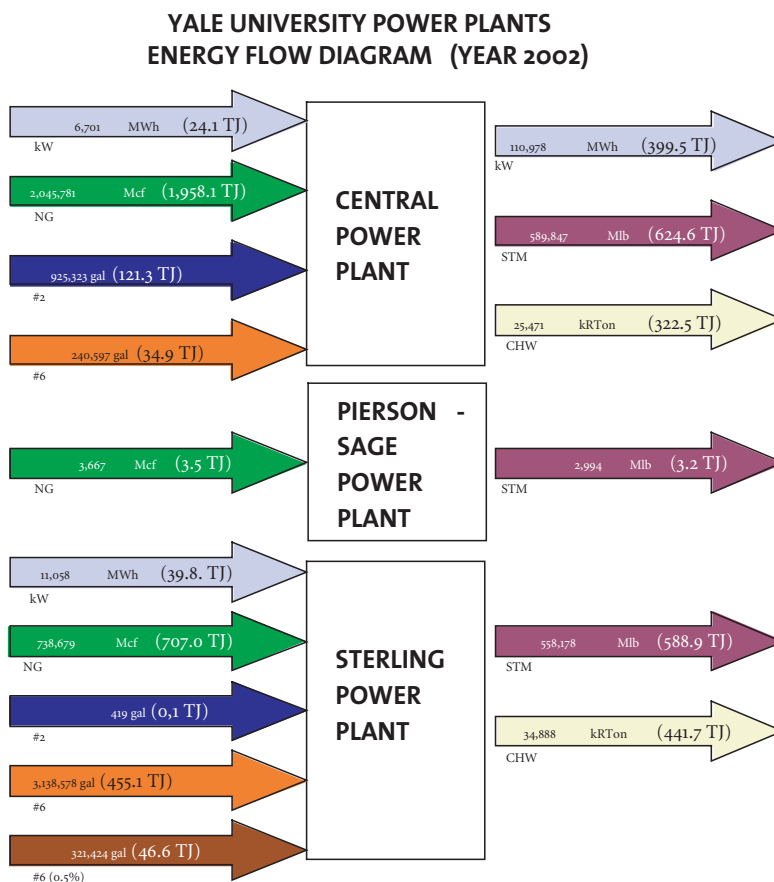 YALE UNIVERSITY POWER PLANTS
ENERGY FLOW DIAGRAM (YEAR 2002)
6,701 MWh (24.1 TJ)
kW
2,045,781 Mcf (1,958.1 TJ)
NG
925,323 gal (121.3 TJ)
#2
240,597 gal (34.9 TJ)
#6
CENTRAL
POWER
PLANT
110,978 MWh (399.5 TJ)
kW
589,847 Mlb (624.6 TJ)
STM
25,471 kRTon (322.5 TJ)
CHW
3,667 Mcf (3.5 TJ)
NG
PIERSON -
SAGE
POWER
PLANT
2,994 Mlb (3.2 TJ)
STM
11,058 MWh (39.8. TJ)
kW
738,679 Mcf (707.0 TJ)
NG
419 gal (0,1 TJ)
#2
3,138,578 gal (455.1 TJ)
#6
321,424 gal (46.6 TJ)
#6 (0.5%)
STERLING
POWER
PLANT
558,178 Mlb (588.9 TJ)
STM
34,888 kRTon (441.7 TJ)
CHW